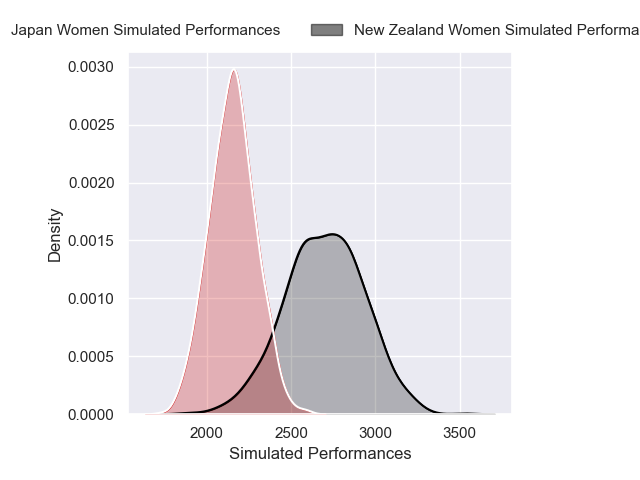 Japan Women Simulated Performances
New Zealand Women Simulated Performa
0.0030
0.0025
0.0020
0.0015
0.0010
0.0005
0.0000
Density
2000
2500
3000
3500
Simulated Performances